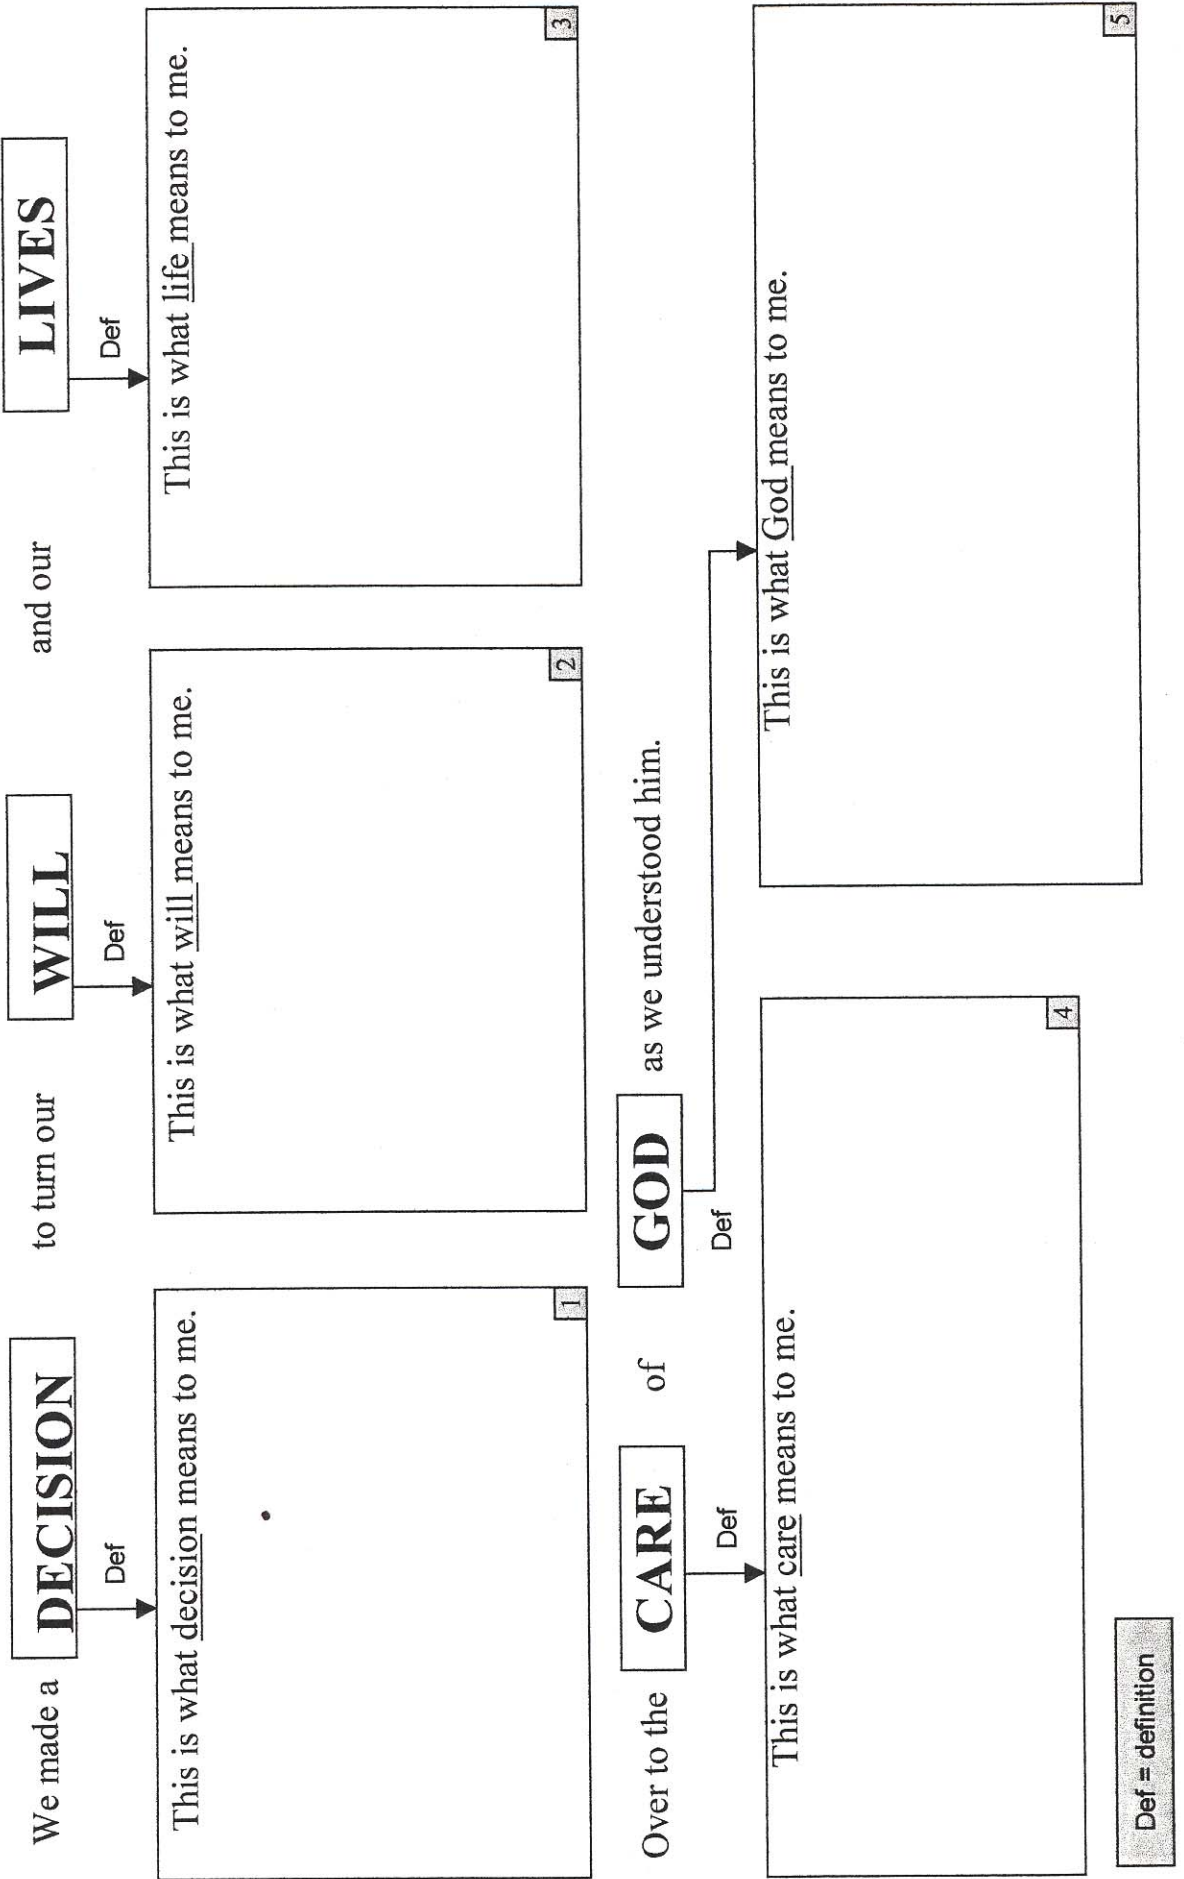 We made a DECISION to turn our WILL and our LIVES
Def Def Def
This is what decision means to me.
1
This is what will means to me.
2
This is what life means to me.
3
Over to the CARE of GOD as we understood him.
Def Def
This is what care means to me.
4
This is what God means to me.
5
Def = definition